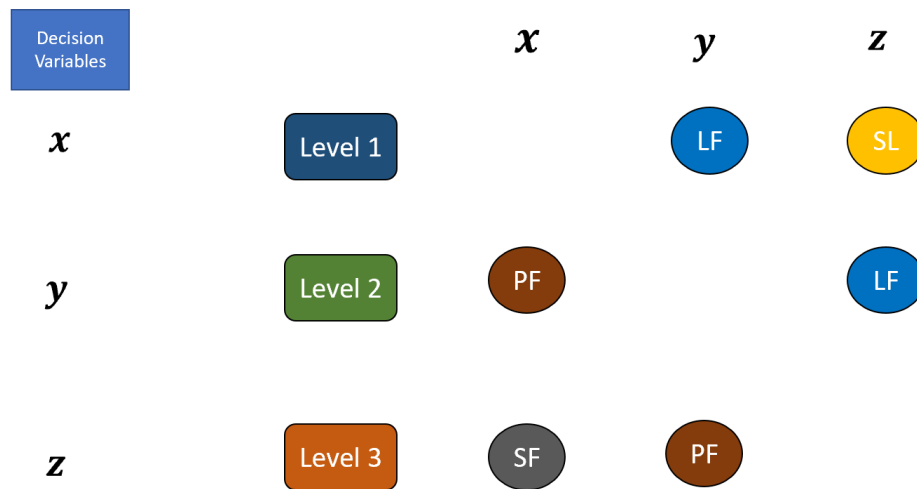 Decision
Variables
x y z
x Level 1 LF SL
y Level 2 PF LF
z Level 3 SF PF